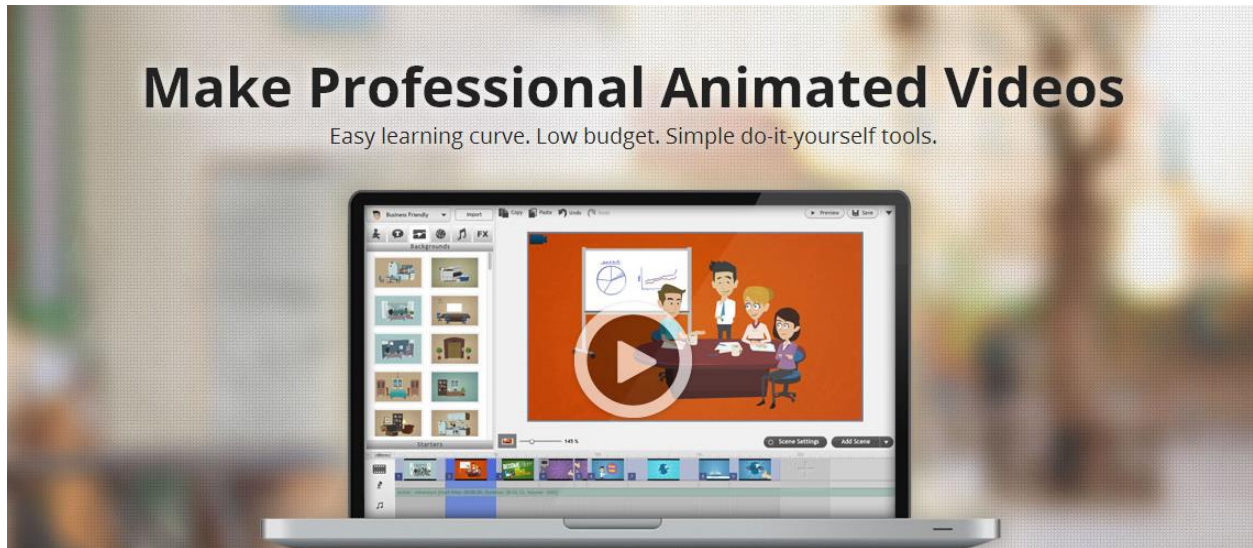 Make Professional Animated Videos
Easy learning curve. Low budget. Simple do-it-yourself tools.
Business Friendly
Import
Copy
Paste
Undo
Preview
Save
FX
Backgrounds
Starters
145 %
Scene Settings
Add Scene